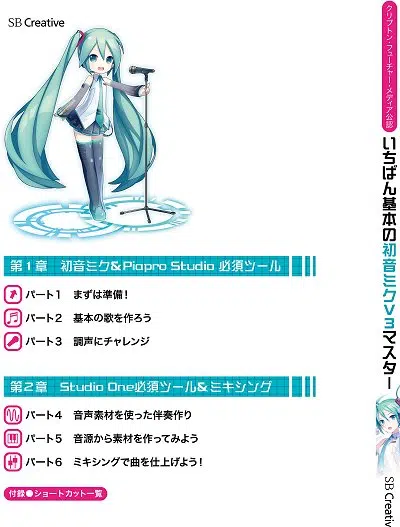 SB Creative
第1章 初音ミク&Piapro Studio 必須ツール
パート1 まずは準備！
パート2 基本の歌を作ろう
パート3 調声にチャレンジ
第2章 Studio One必須ツール&ミキシング
パート4 音声素材を使った伴奏作り
パート5 音源から素材を作ってみよう
パート6 ミキシングで曲を仕上げよう！
付録●ショートカット一覧
クリプトン・フューチャー・メディア公認
いちばん基本の初音ミクV3マスター
SB Creativ